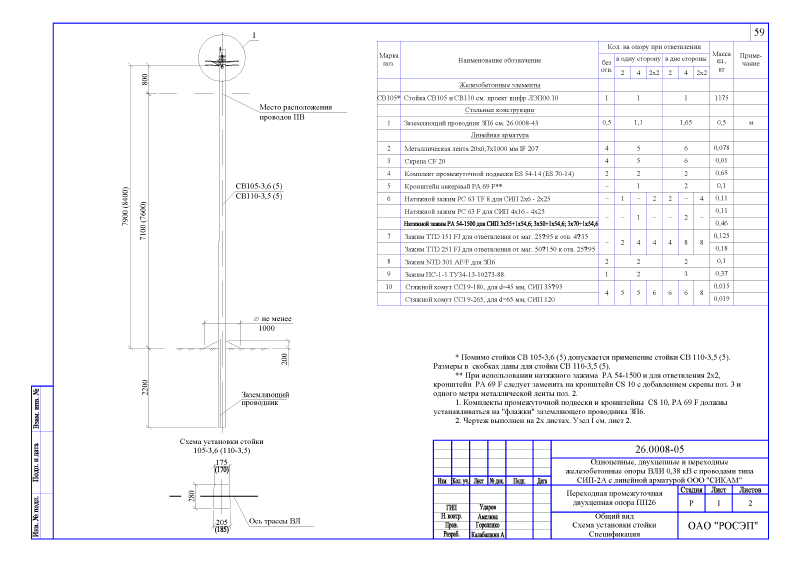 59
I
800
7900 (8400)
7100 (7600)
2200
200
Место расположения
проводов ПВ
СВ105-3,6 (5)
СВ110-3,5 (5)
∅ не менее
1000
Заземляющий
проводник
Схема установки стойки
105-3,6 (110-3,5)
175
(170)
280
205
(185)
Ось трассы ВЛ
Марка поз. Наименование обозначение Кол. на опору при ответвлении Масса ед., кг Приме-чание
без отв. в одну сторону в две стороны
2 4 2х2 2 4 2х2
Железобетонные элементы
СВ105* Стойка СВ105 и СВ110 см. проект шифр ЛЭП00.10 1 1 1 1175
Стальные конструкции
1 Заземляющий проводник ЗП6 см. 26.0008-43 0,5 1,1 1,65 0,5 м
Линейная арматура
2 Металлическая лента 20х0,7х1000 мм IF 207 4 5 6 0,078
3 Скрепа CF 20 4 5 6 0,01
4 Комплект промежуточной подвески ES 54-14 (ES 70-14) 2 2 2 0,65
5 Кронштейн анкерный PA 69 F** – 1 2 0,1
6 Натяжной зажим PC 63 TF 8 для СИП 2х6 - 2х25 – 1 – 2 2 – 4 0,11
Натяжной зажим PC 63 F для СИП 4х16 - 4х25 – – 1 – – 2 – 0,11
Натяжной зажим PA 54-1500 для СИП 3х35+1х54,6; 3х50+1х54,6; 3х70+1х54,6 0,46
7 Зажим TTD 151 FJ для ответвления от маг. 25?95 к отв. 4?35 – 2 4 4 4 8 8 0,125
Зажим TTD 251 FJ для ответвления от маг. 50?150 к отв. 25?95 0,18
8 Зажим NTD 301 AF/F для ЗП6 2 2 2 0,1
9 Зажим ПС-1-1 ТУ34-13-10273-88. 1 2 3 0,37
10 Стяжной хомут CCI 9-180, для d=45 мм, СИП 35?95 4 5 5 6 6 6 8 0,015
Стяжной хомут CCI 9-265, для d=65 мм, СИП 120 0,019
* Помимо стойки СВ 105-3,6 (5) допускается применение стойки СВ 110-3,5 (5).
Размеры в скобках даны для стойки СВ 110-3,5 (5).
** При использовании натяжного зажима PA 54-1500 и для ответвления 2х2,
кронштейн PA 69 F следует заменить на кронштейн CS 10 с добавлением скрепы поз. 3 и
одного метра металлической ленты поз. 2.
1. Комплекты промежуточной подвески и кронштейны CS 10, PA 69 F должны
устанавливаться на "флажки" заземляющего проводника ЗП6.
2. Чертеж выполнен на 2х листах. Узел I см. лист 2.
26.0008-05
Одноцепные, двухцепные и переходные
железобетонные опоры ВЛИ 0,38 кВ с проводами типа
СИП-2А с линейной арматурой ООО "СИКАМ"
Изм. Кол. уч. Лист № док. Подп. Дата
Переходная промежуточная
двухцепная опора ПП26
Стадия Лист Листов
Р 1 2
ГИП Ударов
Н. контр. Амелина
Пров. Гореленко
Разраб. Калабашкин А
Общий вид
Схема установки стойки
Спецификация
ОАО "РОСЭП"
Взам. инв. №
Подп. и дата
Инв. № подл.